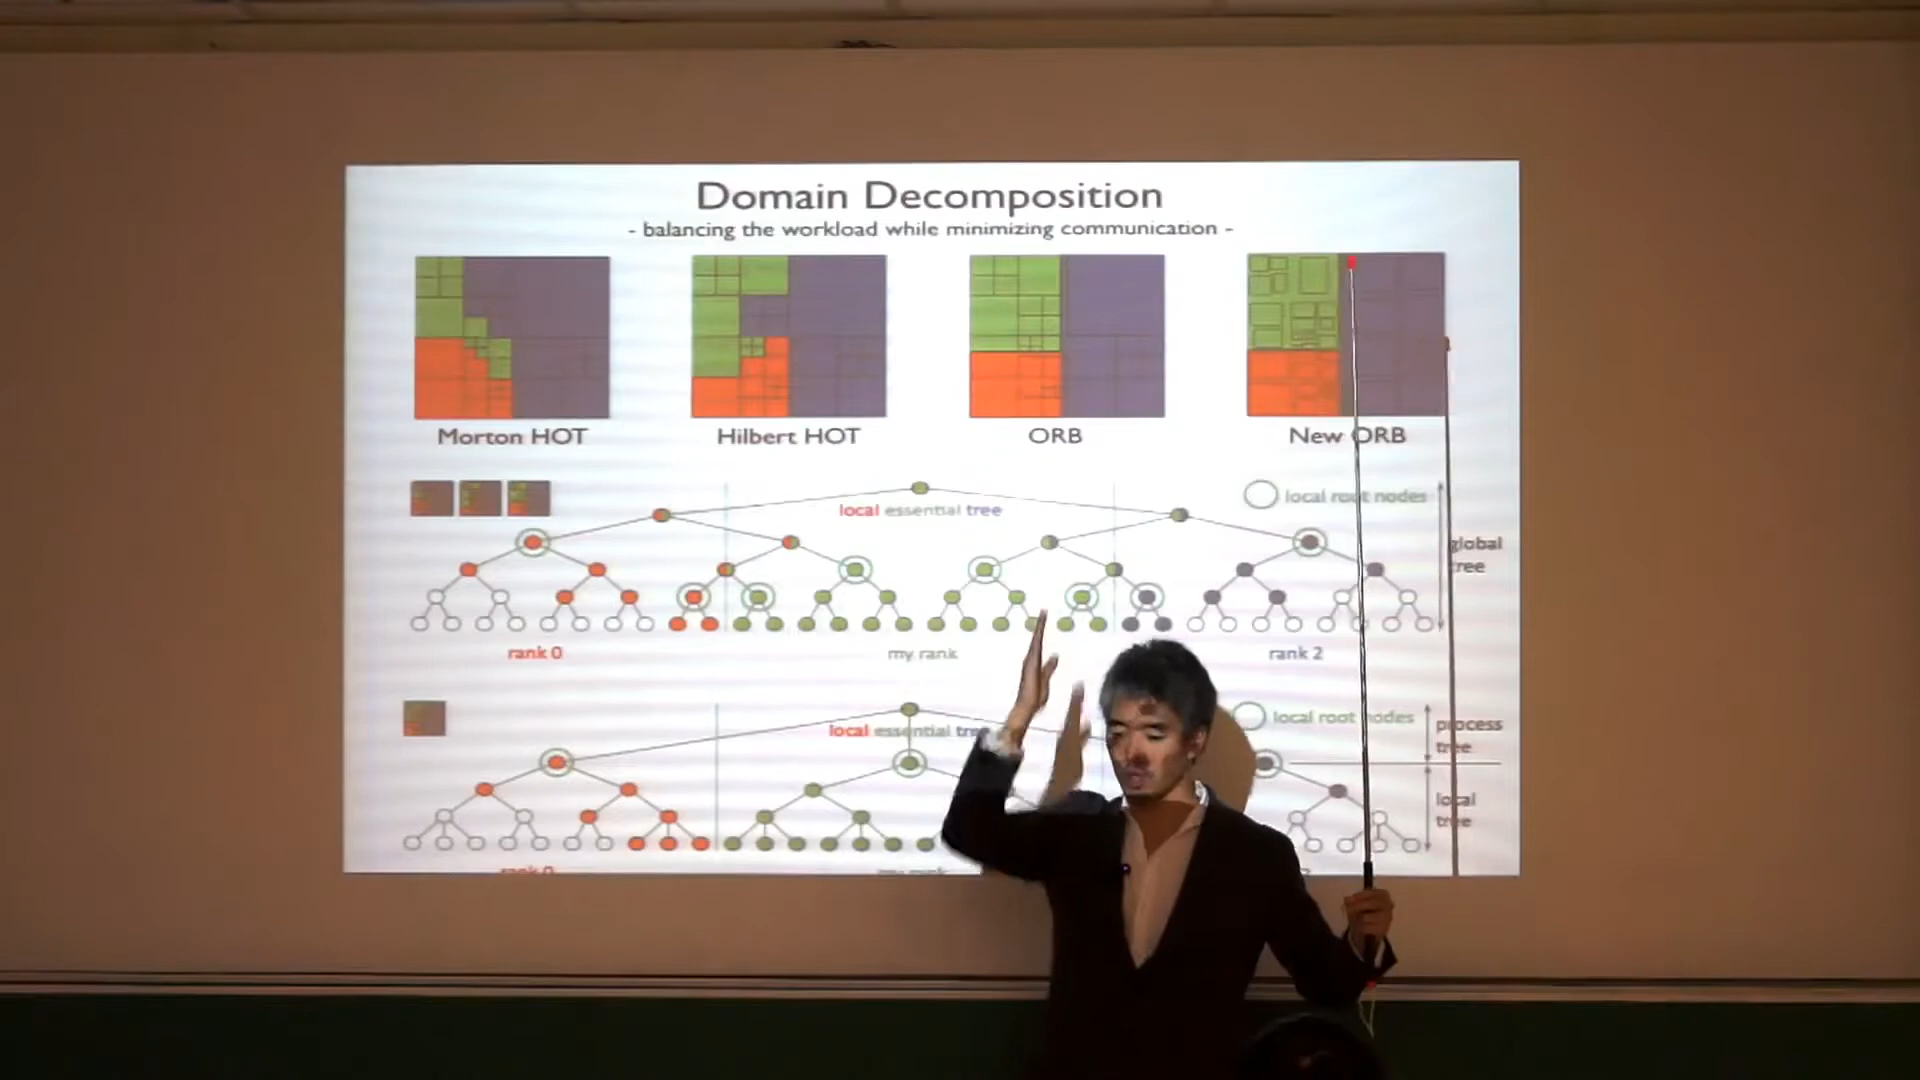 Domain Decomposition
- balancing the workload while minimizing communication -
Morton HOT
Hilbert HOT
ORB
New ORB
local root nodes
local essential tree
global
tree
rank 0
my rank
rank 2
local root nodes
local essential tree
process
tree
local
tree
rank 0
my rank